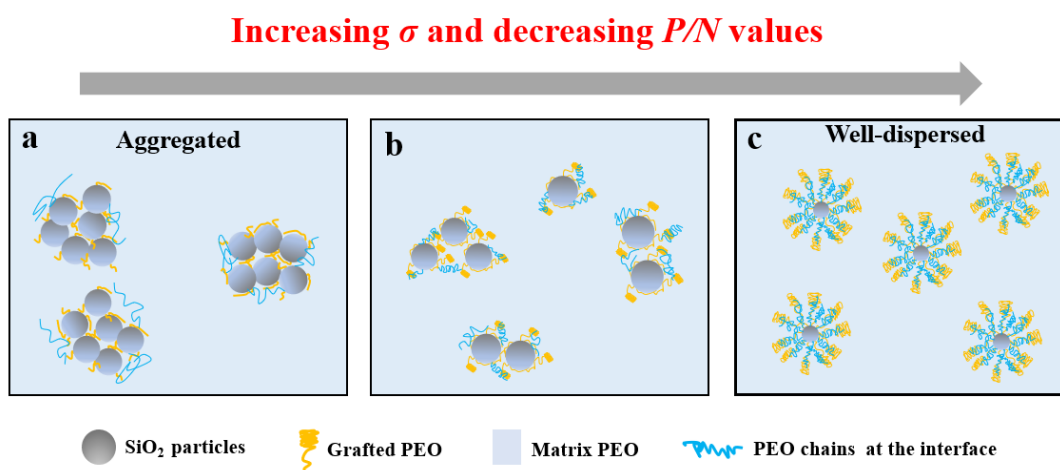 Increasing σ and decreasing P/N values
a
Aggregated
b
c
Well-dispersed
SiO₂ particles
Grafted PEO
Matrix PEO
PEO chains at the interface